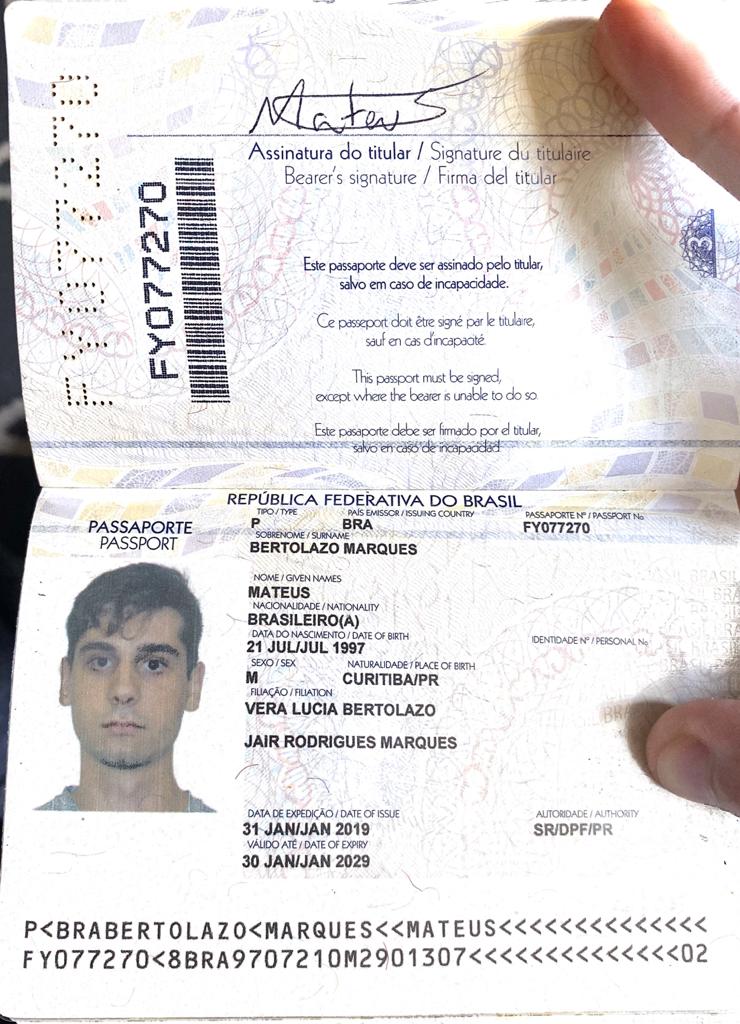 FY077270
Mateus
Assinatura do titular / Signature du titulaire
Bearer's signature / Firma del titular
FY077270
Este passaporte deve ser assinado pelo titular,
salvo em caso de incapacidade.
Ce passeport doit être signé par le titulaire,
sauf en cas d'incapacité.
This passport must be signed,
except where the bearer is unable to do so.
Este pasaporte debe ser firmado por el titular,
salvo en caso de incapacidad.
3
REPÚBLICA FEDERATIVA DO BRASIL
PASSAPORTE
PASSPORT
TIPO / TYPE PAÍS EMISSOR / ISSUING COUNTRY PASSAPORTE Nº / PASSPORT No
P BRA FY077270
SOBRENOME / SURNAME
BERTOLAZO MARQUES
NOME / GIVEN NAMES
MATEUS
NACIONALIDADE / NATIONALITY
BRASILEIRO(A)
DATA DO NASCIMENTO / DATE OF BIRTH IDENTIDADE Nº / PERSONAL No
21 JUL/JUL 1997
SEXO / SEX NATURALIDADE / PLACE OF BIRTH
M CURITIBA/PR
FILIAÇÃO / FILIATION
VERA LUCIA BERTOLAZO
JAIR RODRIGUES MARQUES
DATA DE EXPEDIÇÃO / DATE OF ISSUE AUTORIDADE / AUTHORITY
31 JAN/JAN 2019 SR/DPF/PR
VÁLIDO ATÉ / DATE OF EXPIRY
30 JAN/JAN 2029
P<BRABERTOLAZO<MARQUES<<MATEUS<<<<<<<<<<<<<<
FY077270<8BRA9707210M2901307<<<<<<<<<<<<<<02